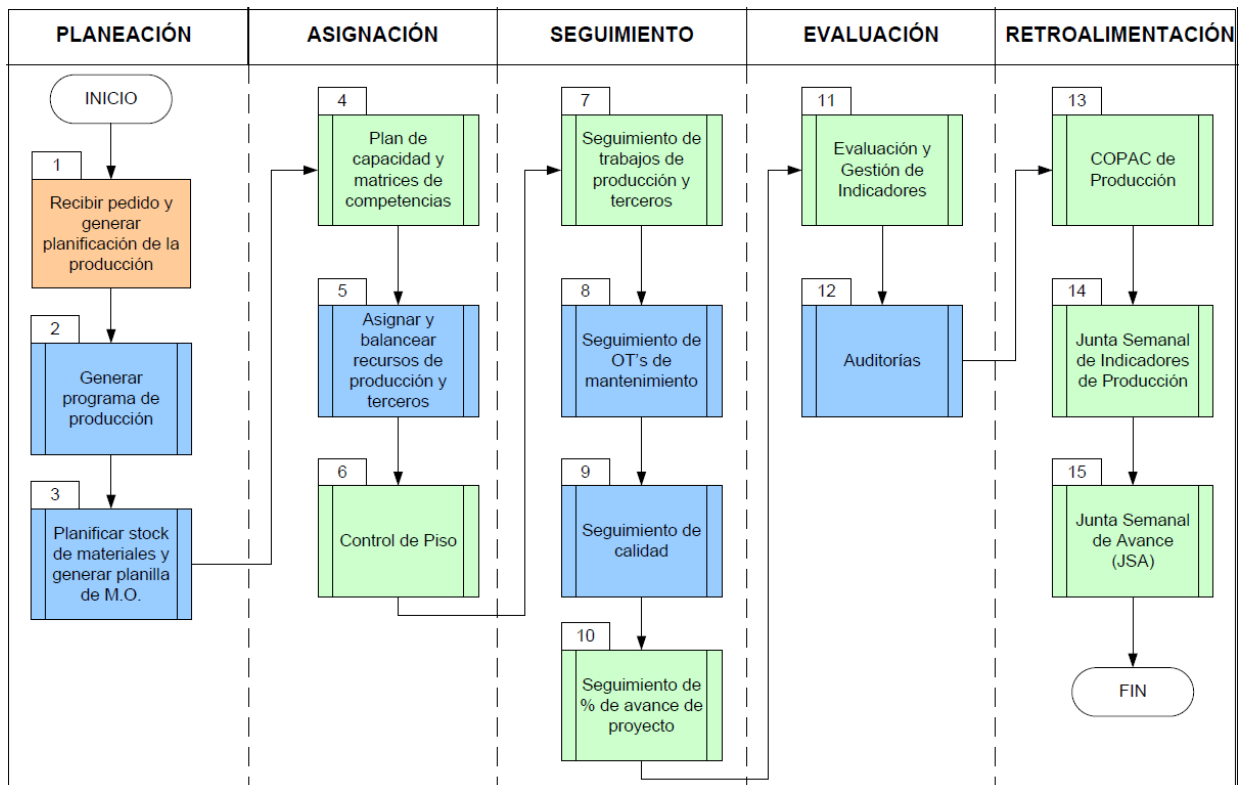 PLANEACIÓN
ASIGNACIÓN
SEGUIMIENTO
EVALUACIÓN
RETROALIMENTACIÓN
INICIO
1
Recibir pedido y
generar
planificación de la
producción
2
Generar
programa de
producción
3
Planificar stock
de materiales y
generar planilla
de M.O.
4
Plan de
capacidad y
matrices de
competencias
5
Asignar y
balancear
recursos de
producción y
terceros
6
Control de Piso
7
Seguimiento de
trabajos de
producción y
terceros
8
Seguimiento de
OT's de
mantenimiento
9
Seguimiento de
calidad
10
Seguimiento de
% de avance de
proyecto
11
Evaluación y
Gestión de
Indicadores
12
Auditorías
13
COPAC de
Producción
14
Junta Semanal
de Indicadores
de Producción
15
Junta Semanal
de Avance
(JSA)
FIN